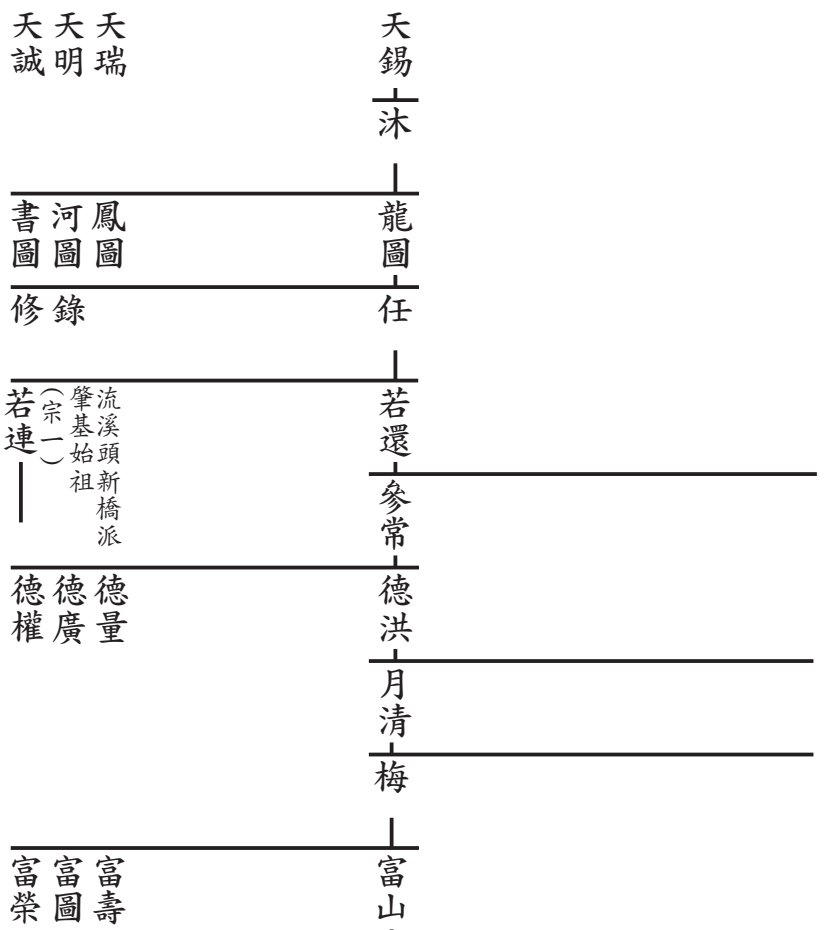 天錫
天瑞
天明
天誠
沐
龍圖
鳳圖
河圖
書圖
任
錄
修
若還
流溪頭新橋派
肇基始祖
(宗一)
若連
參常
德洪
德量
德廣
德權
月清
梅
富山
富壽
富圖
富榮